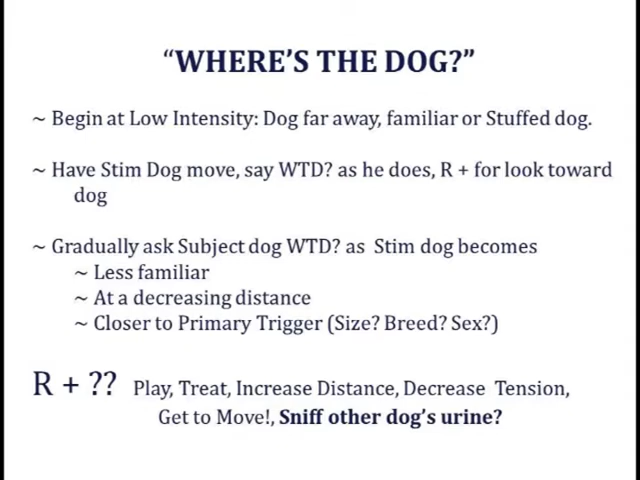 “WHERE’S THE DOG?”
~ Begin at Low Intensity: Dog far away, familiar or Stuffed dog.
~ Have Stim Dog move, say WTD? as he does, R + for look toward
dog
~ Gradually ask Subject dog WTD? as Stim dog becomes
~ Less familiar
~ At a decreasing distance
~ Closer to Primary Trigger (Size? Breed? Sex?)
R + ?? Play, Treat, Increase Distance, Decrease Tension,
Get to Move!, Sniff other dog’s urine?